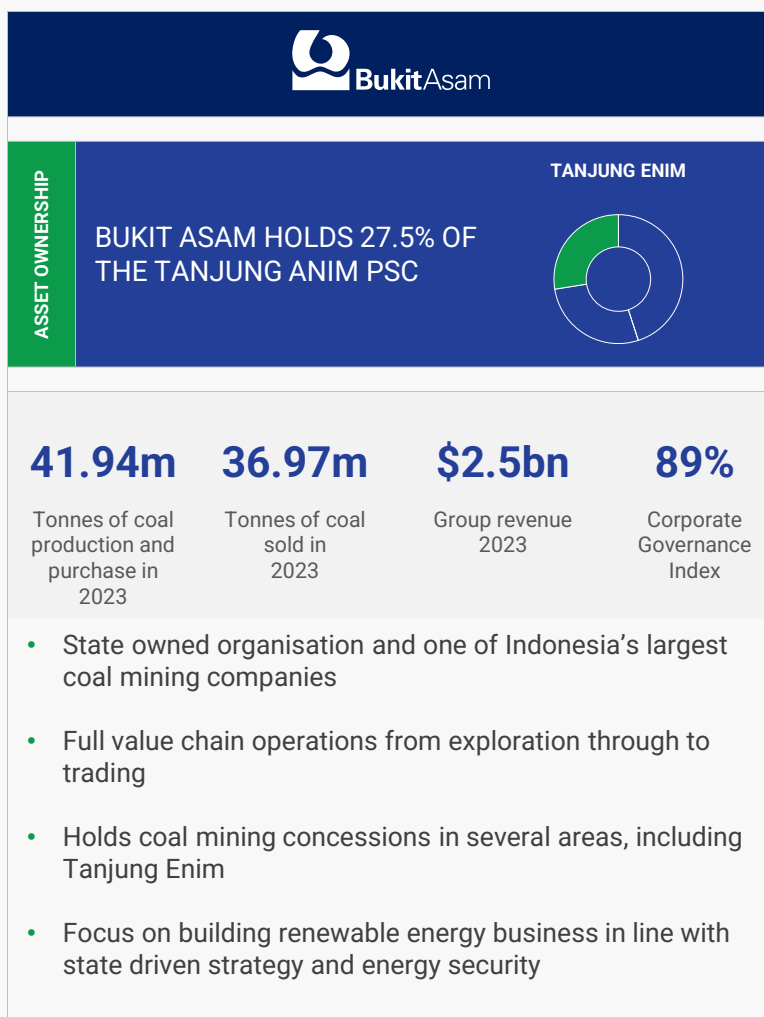 BukitAsam
ASSET OWNERSHIP
BUKIT ASAM HOLDS 27.5% OF
THE TANJUNG ANIM PSC
TANJUNG ENIM
41.94m
Tonnes of coal
production and
purchase in
2023
36.97m
Tonnes of coal
sold in
2023
$2.5bn
Group revenue
2023
89%
Corporate
Governance
Index
• State owned organisation and one of Indonesia’s largest
coal mining companies
• Full value chain operations from exploration through to
trading
• Holds coal mining concessions in several areas, including
Tanjung Enim
• Focus on building renewable energy business in line with
state driven strategy and energy security